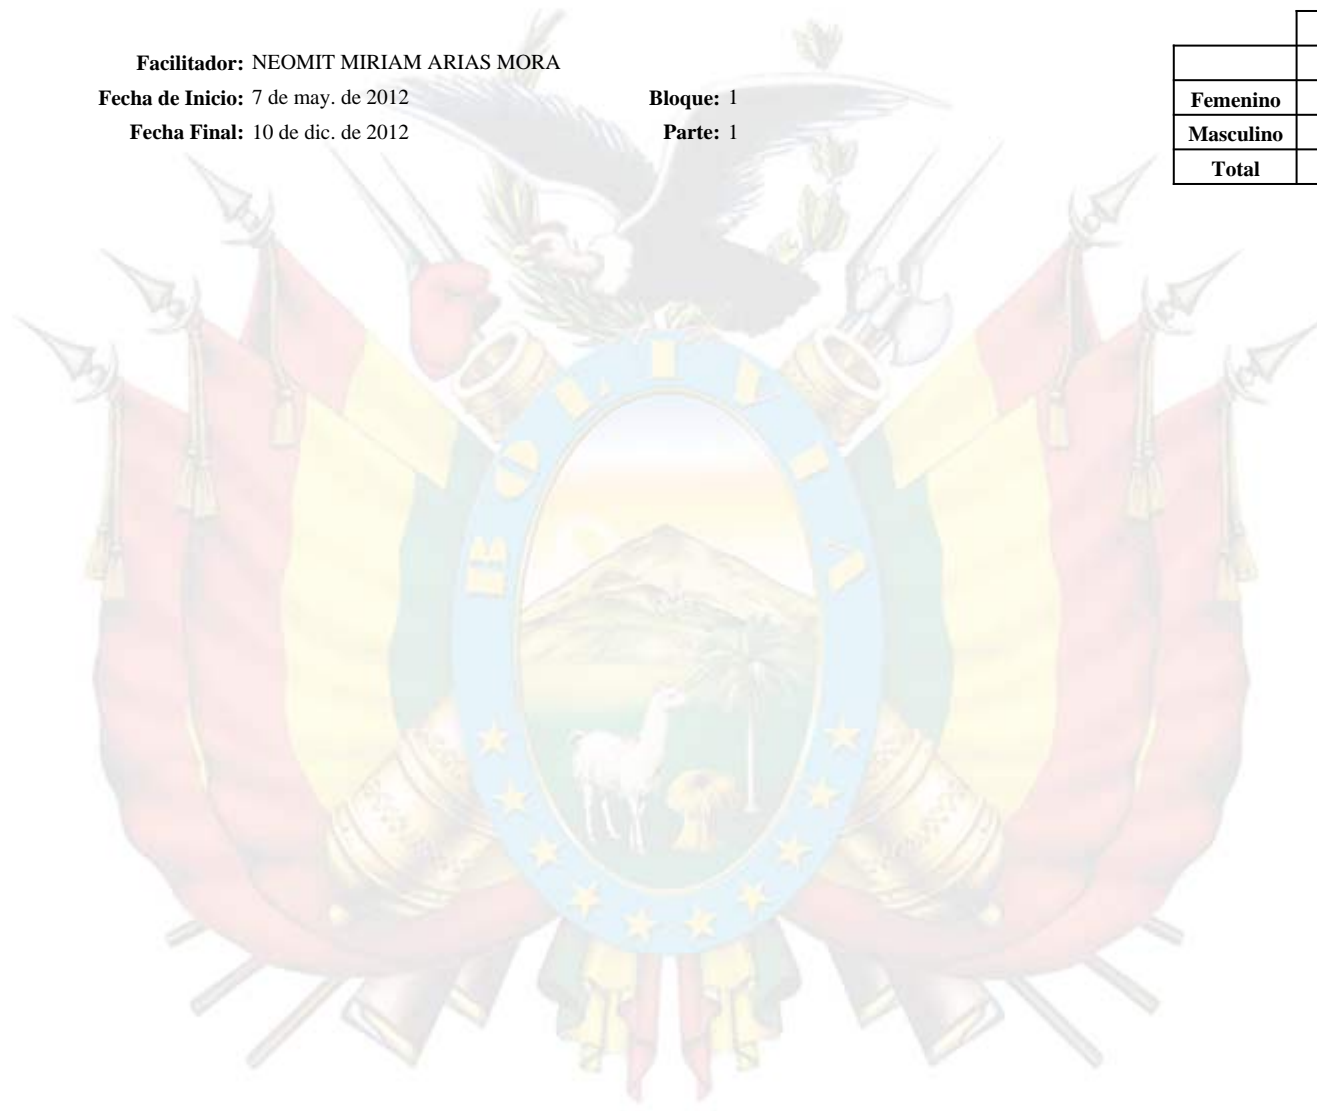 Facilitador: NEOMIT MIRIAM ARIAS MORA
Fecha de Inicio: 7 de may. de 2012 Bloque: 1
Fecha Final: 10 de dic. de 2012 Parte: 1
Femenino
Masculino
Total
BOLIVIA